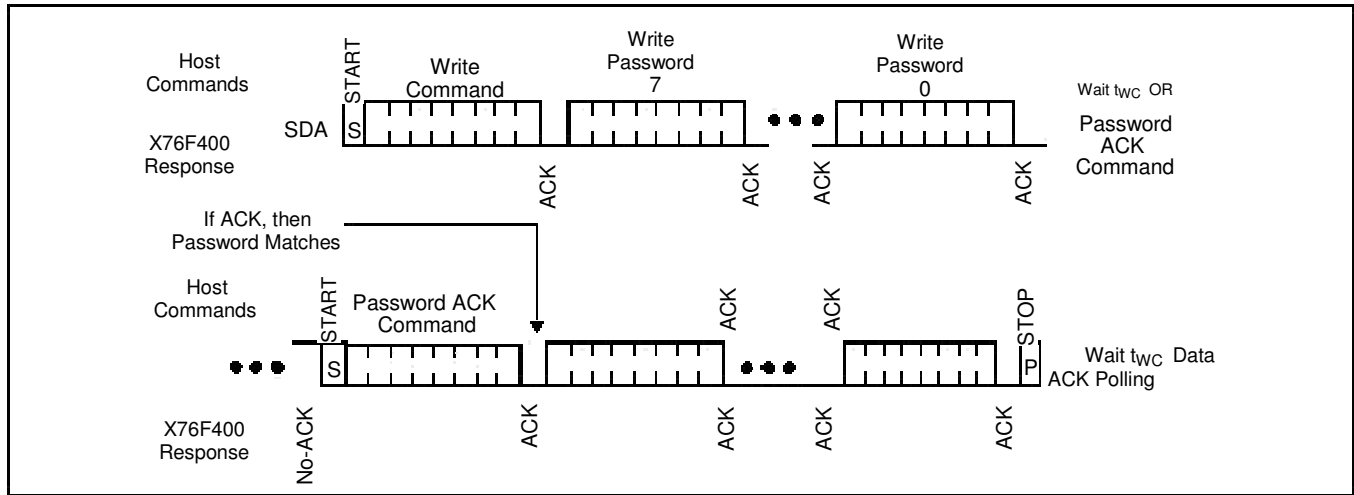 Host
Commands
START
Write
Command
Write
Password
7
Write
Password
0
Wait tWC OR
Password
ACK
Command
SDA
S
X76F400
Response
ACK
ACK
ACK
ACK
If ACK, then
Password Matches
Host
Commands
START
Password ACK
Command
ACK
ACK
STOP
S
P
Wait tWC Data
ACK Polling
X76F400
Response
No-ACK
ACK
ACK
ACK
ACK